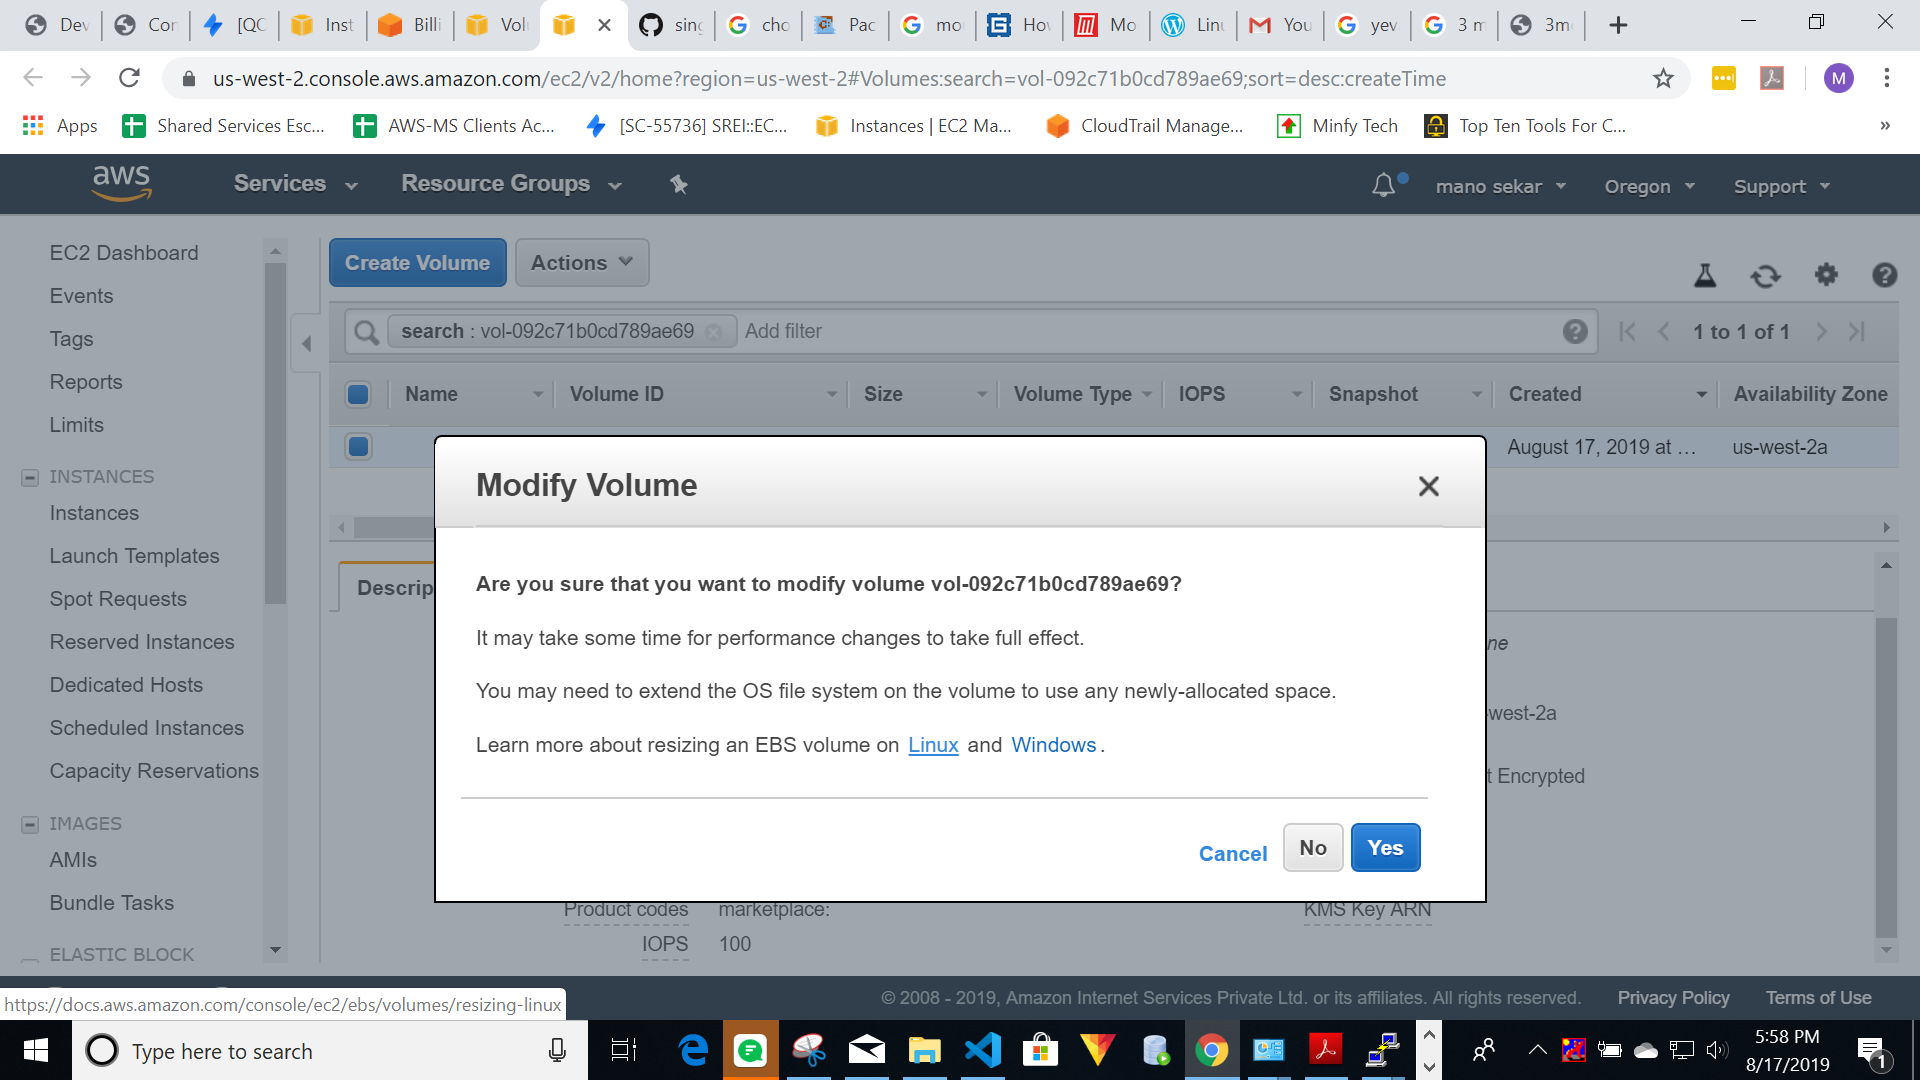 Dev
Cor
[QC
Inst
Billi
Volu
sing
cho
Pac
mo
Hov
Mo
Linu
You
yev
3 m
3mo
us-west-2.console.aws.amazon.com/ec2/v2/home?region=us-west-2#Volumes:search=vol-092c71b0cd789ae69;sort=desc:createTime
M
Apps
Shared Services Esc...
AWS-MS Clients Ac...
[SC-55736] SREI::EC...
Instances | EC2 Ma...
CloudTrail Manage...
Minfy Tech
Top Ten Tools For C...
»
aws
Services
Resource Groups
mano sekar
Oregon
Support
EC2 Dashboard
Events
Tags
Reports
Limits
INSTANCES
Instances
Launch Templates
Spot Requests
Reserved Instances
Dedicated Hosts
Scheduled Instances
Capacity Reservations
IMAGES
AMIs
Bundle Tasks
ELASTIC BLOCK
Create Volume
Actions
search : vol-092c71b0cd789ae69
Add filter
1 to 1 of 1
Name
Volume ID
Size
Volume Type
IOPS
Snapshot
Created
Availability Zone
August 17, 2019 at ...
us-west-2a
Descrip
Modify Volume
Are you sure that you want to modify volume vol-092c71b0cd789ae69?
It may take some time for performance changes to take full effect.
You may need to extend the OS file system on the volume to use any newly-allocated space.
Learn more about resizing an EBS volume on Linux and Windows.
Cancel
No
Yes
ne
-west-2a
t Encrypted
Product codes
marketplace:
KMS Key ARN
IOPS
100
https://docs.aws.amazon.com/console/ec2/ebs/volumes/resizing-linux
© 2008 - 2019, Amazon Internet Services Private Ltd. or its affiliates. All rights reserved.
Privacy Policy
Terms of Use
Type here to search
5:58 PM
8/17/2019
1